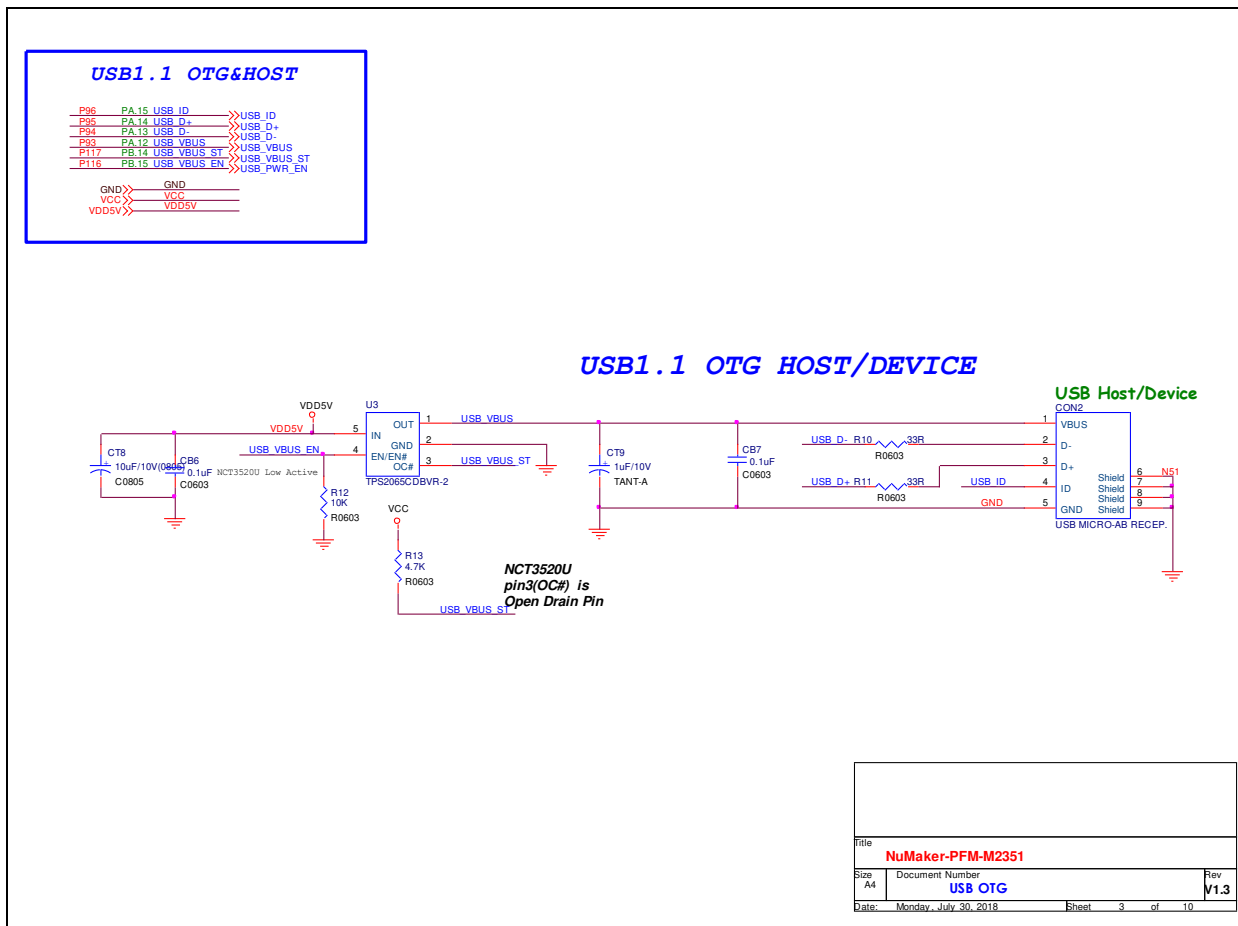 USB1.1 OTG&HOST
P96 PA.15 USB_ID USB_ID
P95 PA.14 USB_D+ USB_D+
P94 PA.13 USB_D- USB_D-
P93 PA.12 USB_VBUS USB_VBUS
P117 PB.14 USB_VBUS_ST USB_VBUS_ST
P116 PB.15 USB_VBUS_EN USB_PWR_EN
GND GND
VCC VCC
VDD5V VDD5V
USB1.1 OTG HOST/DEVICE
USB Host/Device
CON2
VDD5V
VDD5V
U3
5 IN
4 EN/EN#
OUT 1
GND 2
OC# 3
TPS2065CDBVR-2
USB_VBUS
USB_VBUS_EN
USB_VBUS_ST
CT8
10uF/10V(0805)
C0805
CB6
0.1uF
C0603
NCT3520U Low Active
R12
10K
R0603
VCC
R13
4.7K
R0603
USB_VBUS_ST
NCT3520U
pin3(OC#) is
Open Drain Pin
CT9
1uF/10V
TANT-A
CB7
0.1uF
C0603
USB_D- R10 33R
R0603
USB_D+ R11 33R
R0603
USB_ID
GND
1 VBUS
2 D-
3 D+
4 ID
5 GND
Shield 6
Shield 7
Shield 8
Shield 9
N51
USB MICRO-AB RECEP.
Title
NuMaker-PFM-M2351
Size
A4
Document Number
USB OTG
Rev
V1.3
Date: Monday, July 30, 2018 Sheet 3 of 10